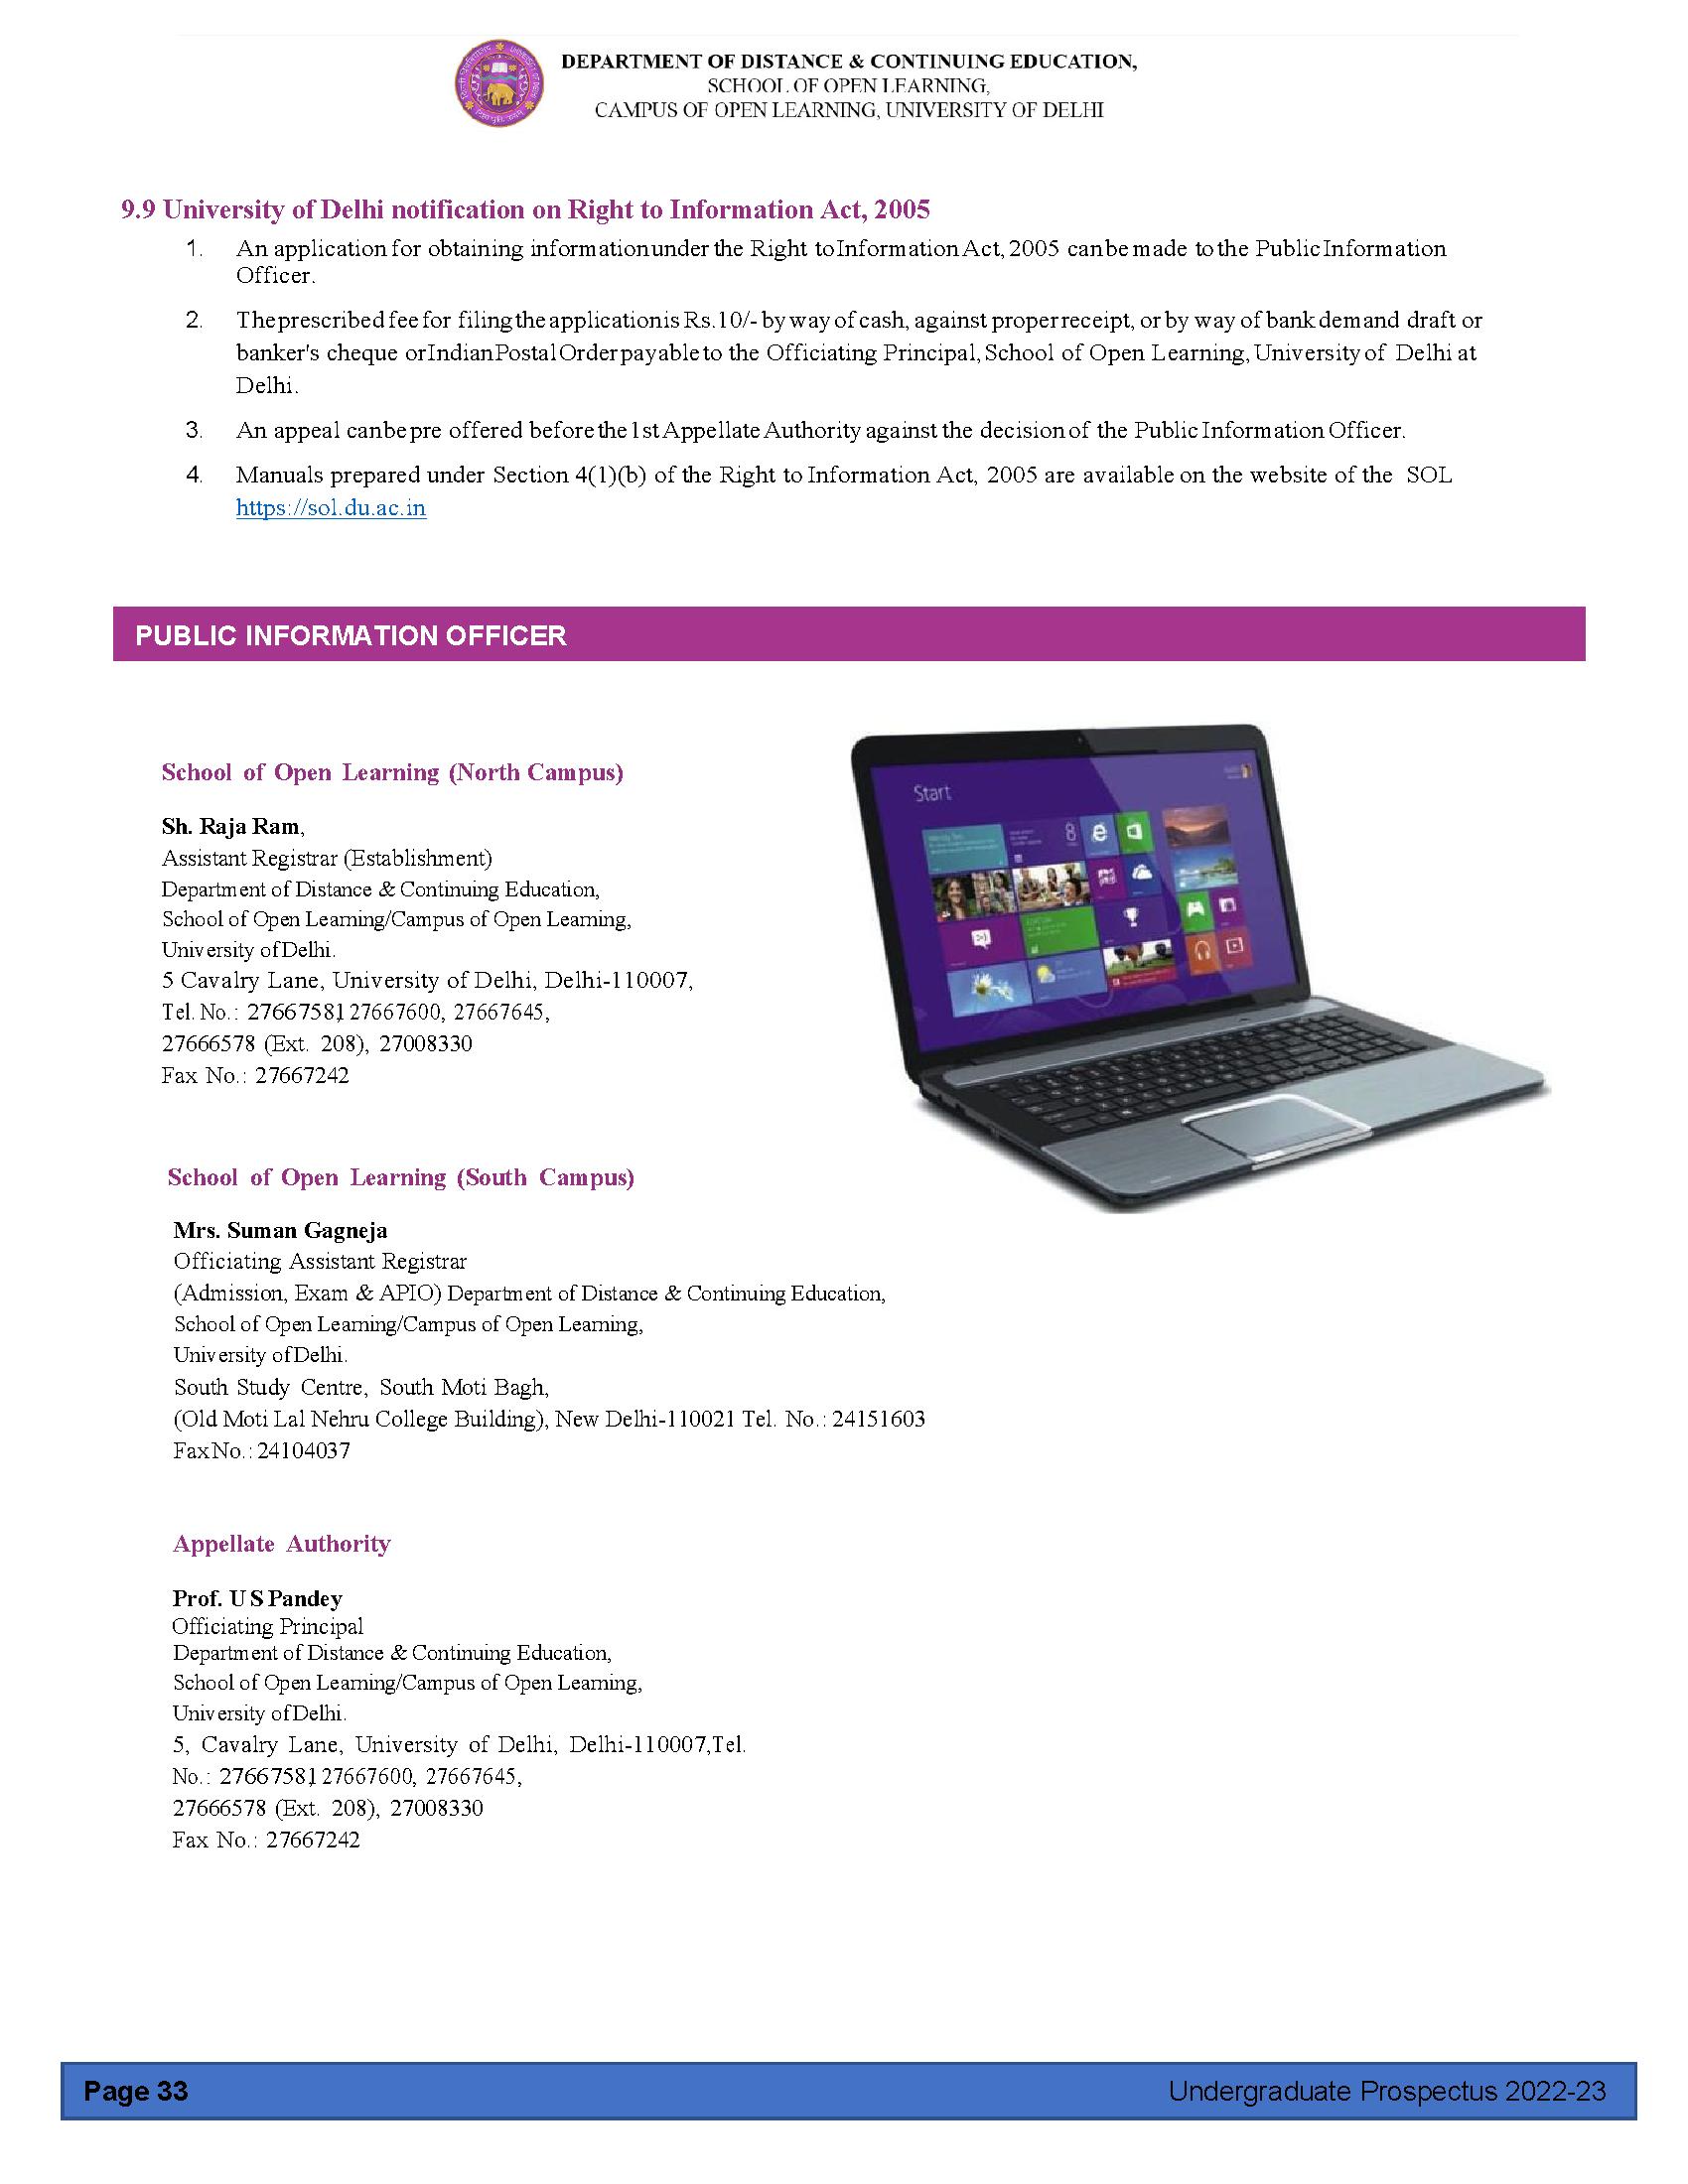 DEPARTMENT OF DISTANCE & CONTINUING EDUCATION,
SCHOOL OF OPEN LEARNING,
CAMPUS OF OPEN LEARNING, UNIVERSITY OF DELHI
9.9 University of Delhi notification on Right to Information Act, 2005
1. An application for obtaining information under the Right to Information Act, 2005 can be made to the Public Information
Officer.
2. The prescribed fee for filing the application is Rs.10/- by way of cash, against proper receipt, or by way of bank demand draft or
banker's cheque or Indian Postal Order payable to the Officiating Principal, School of Open Learning, University of Delhi at
Delhi.
3. An appeal can be pre offered before the 1st Appellate Authority against the decision of the Public Information Officer.
4. Manuals prepared under Section 4(1)(b) of the Right to Information Act, 2005 are available on the website of the SOL
https://sol.du.ac.in
PUBLIC INFORMATION OFFICER
School of Open Learning (North Campus)
Sh. Raja Ram,
Assistant Registrar (Establishment)
Department of Distance & Continuing Education,
School of Open Learning/Campus of Open Learning,
University of Delhi.
5 Cavalry Lane, University of Delhi, Delhi-110007,
Tel. No.: 27667581, 27667600, 27667645,
27666578 (Ext. 208), 27008330
Fax No.: 27667242
Start
School of Open Learning (South Campus)
Mrs. Suman Gagneja
Officiating Assistant Registrar
(Admission, Exam & APIO) Department of Distance & Continuing Education,
School of Open Learning/Campus of Open Learning,
University of Delhi.
South Study Centre, South Moti Bagh,
(Old Moti Lal Nehru College Building), New Delhi-110021 Tel. No.: 24151603
Fax No.: 24104037
Appellate Authority
Prof. U S Pandey
Officiating Principal
Department of Distance & Continuing Education,
School of Open Learning/Campus of Open Learning,
University of Delhi.
5, Cavalry Lane, University of Delhi, Delhi-110007,Tel.
No.: 27667581, 27667600, 27667645,
27666578 (Ext. 208), 27008330
Fax No.: 27667242
Page 33
Undergraduate Prospectus 2022-23